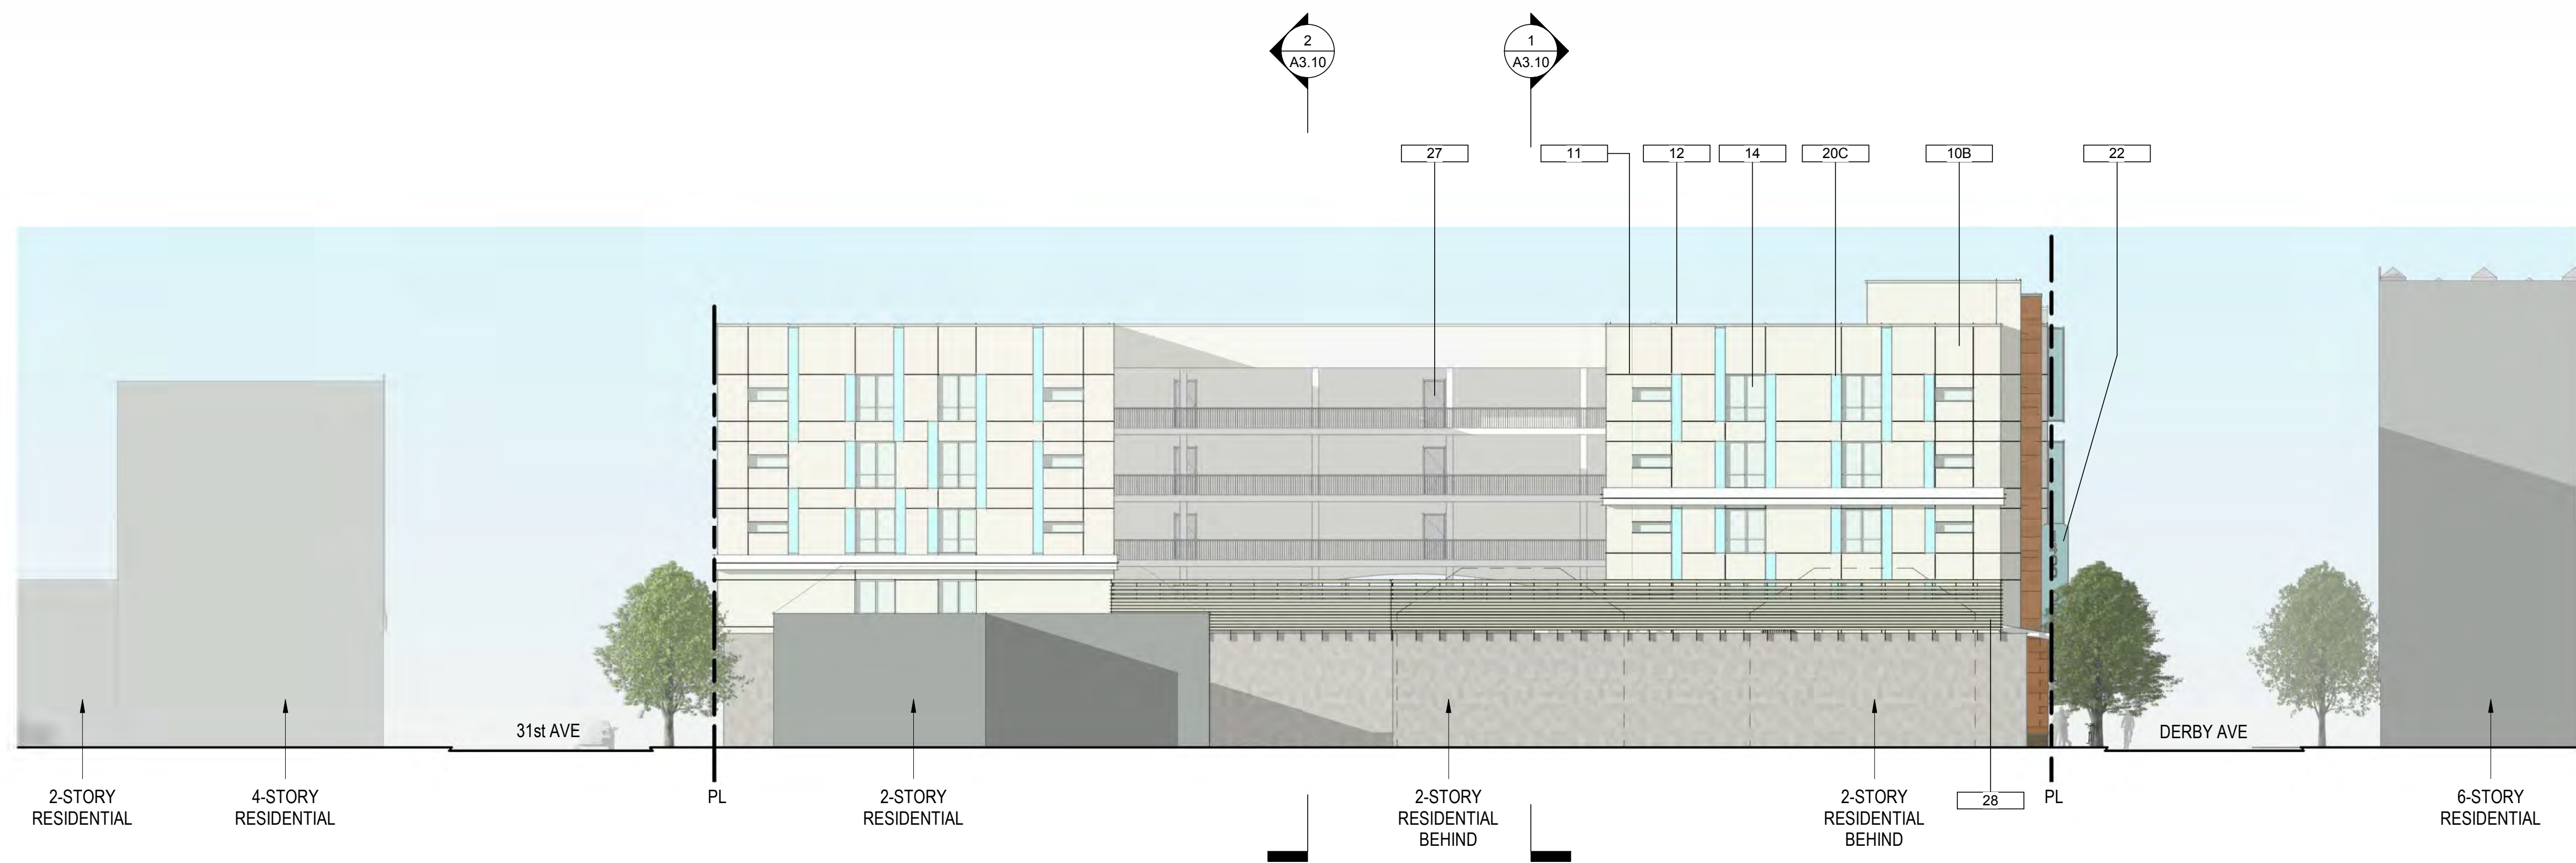 2
A3.10
1
A3.10
27
11
12
14
20C
10B
22
31st AVE
DERBY AVE
2-STORY
RESIDENTIAL
4-STORY
RESIDENTIAL
PL
2-STORY
RESIDENTIAL
2-STORY
RESIDENTIAL
BEHIND
2-STORY
RESIDENTIAL
BEHIND
28
PL
6-STORY
RESIDENTIAL